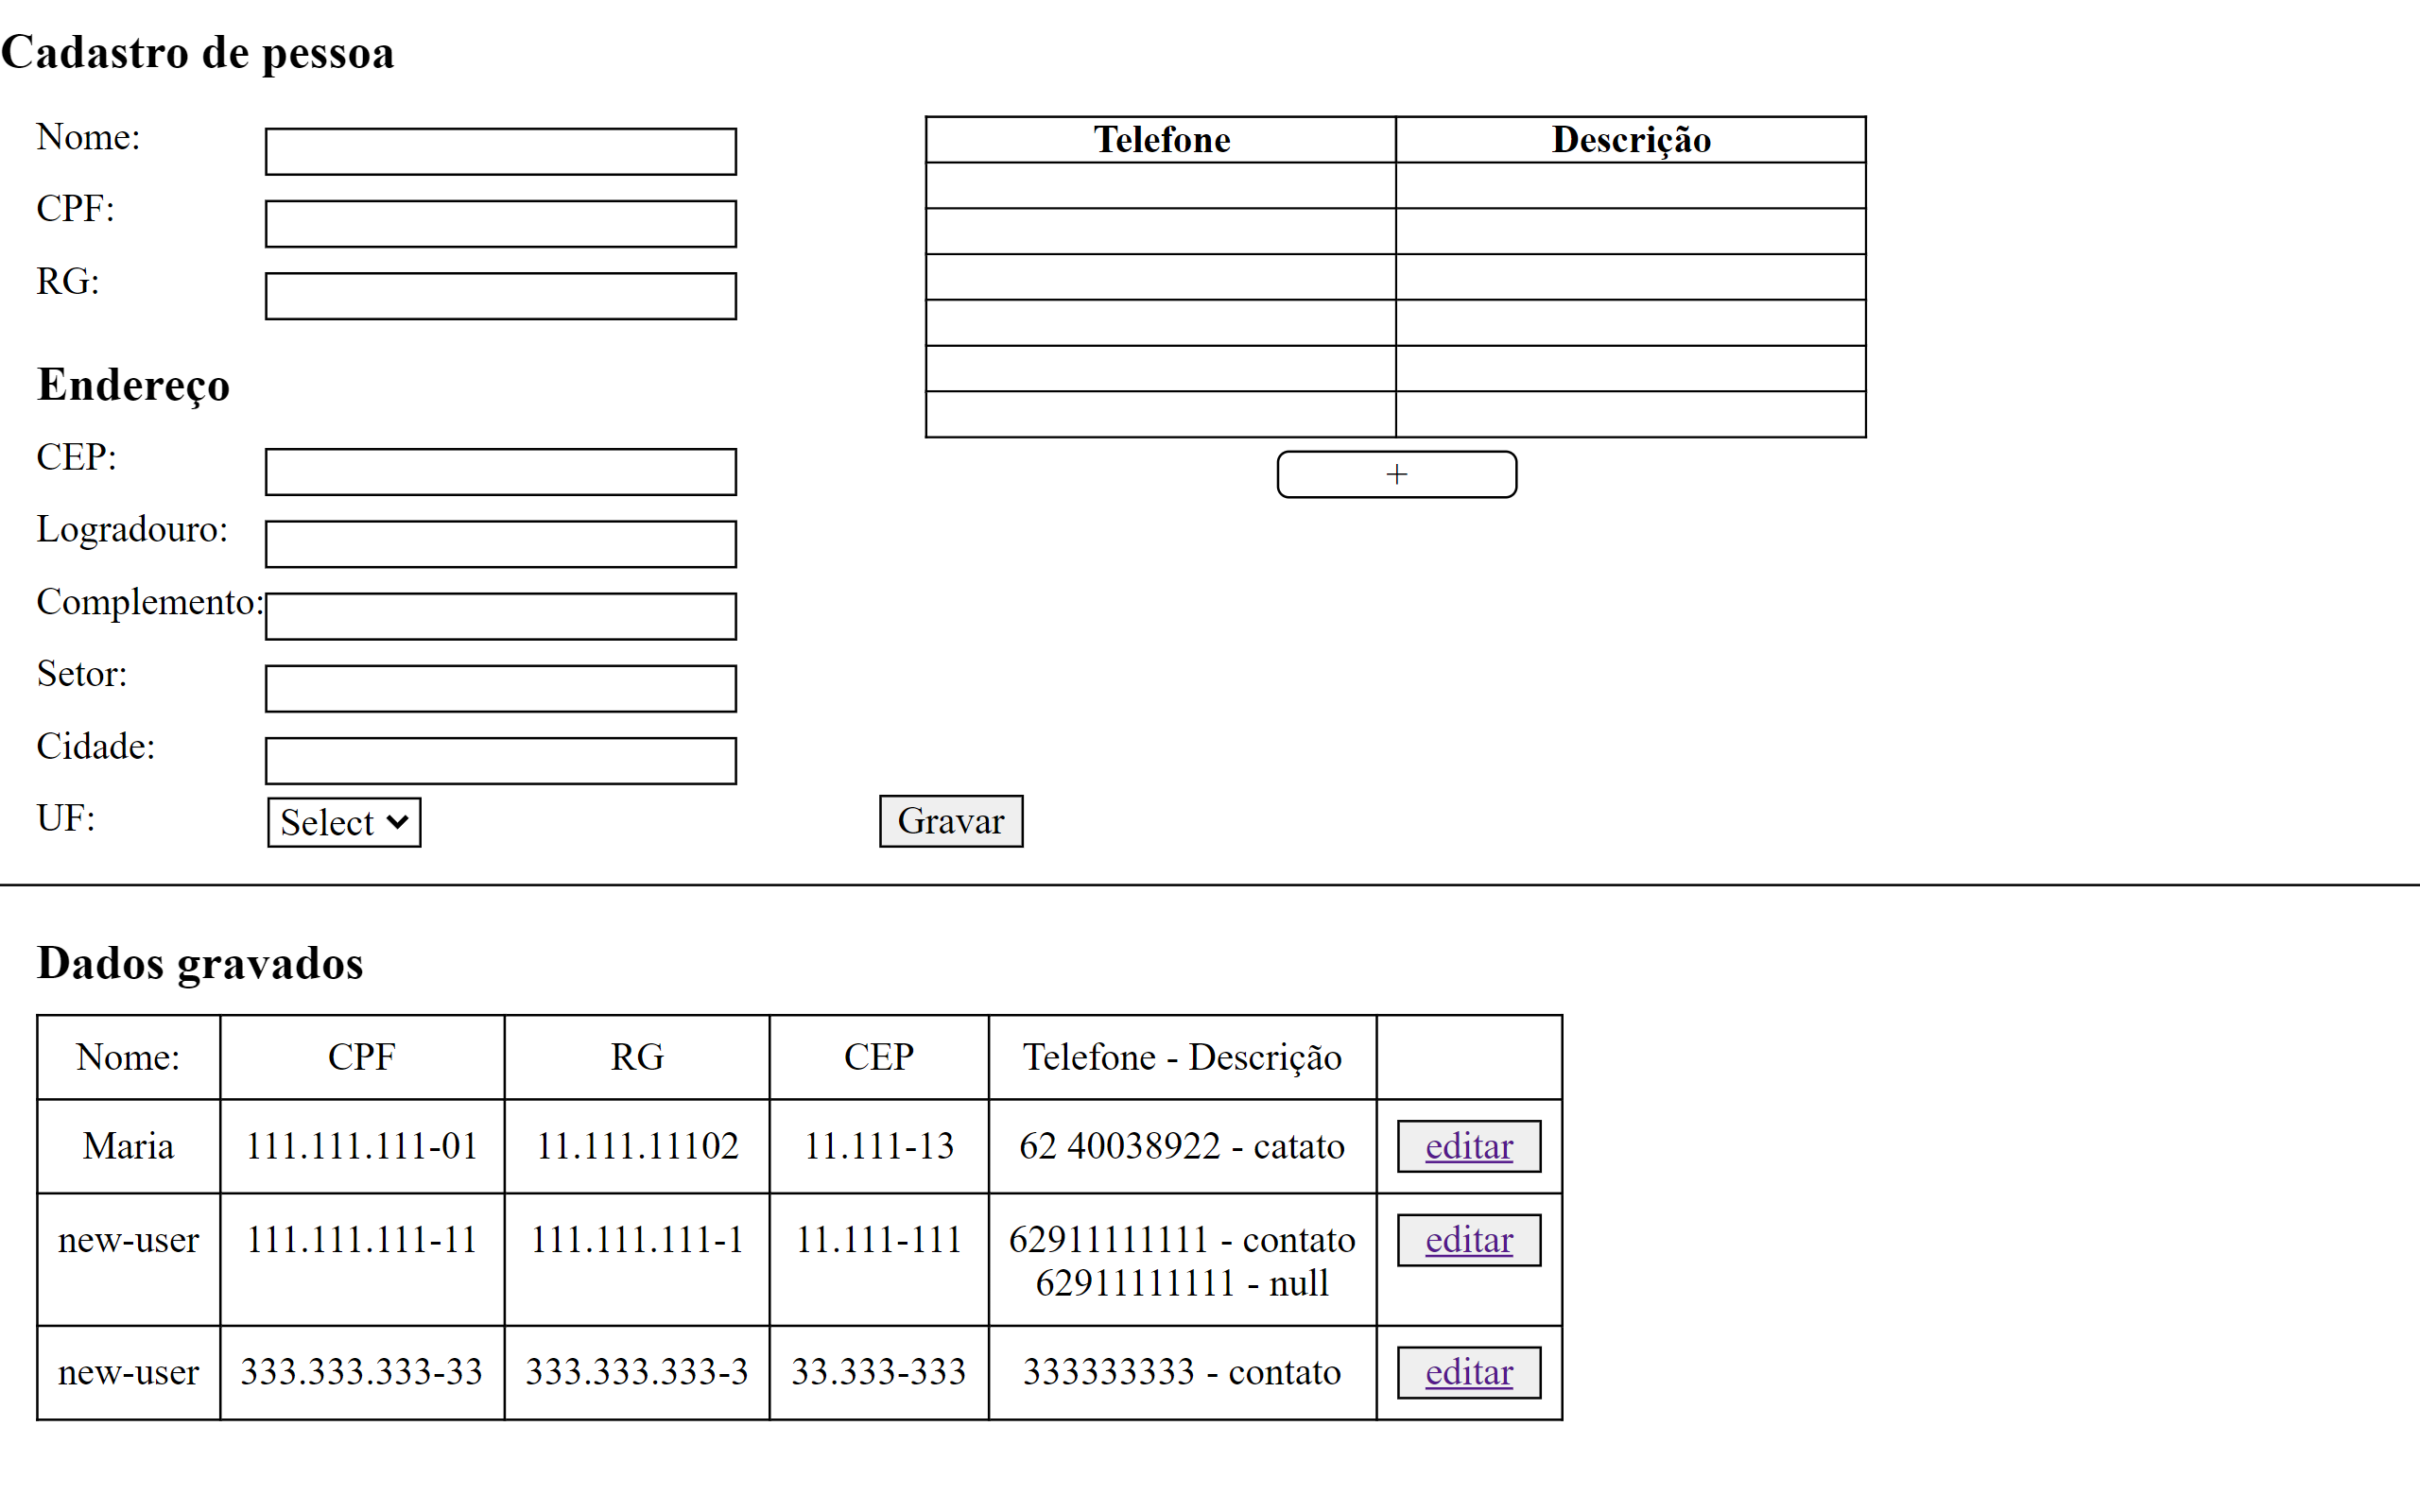 Cadastro de pessoa
Nome:
CPF:
RG:
Telefone Descrição
+
Endereço
CEP:
Logradouro:
Complemento:
Setor:
Cidade:
UF: Select
Gravar
Dados gravados
Nome: CPF RG CEP Telefone - Descrição
Maria 111.111.111-01 11.111.11102 11.111-13 62 40038922 - catato editar
new-user 111.111.111-11 111.111.111-1 11.111-111 62911111111 - contato editar
62911111111 - null
new-user 333.333.333-33 333.333.333-3 33.333-333 333333333 - contato editar